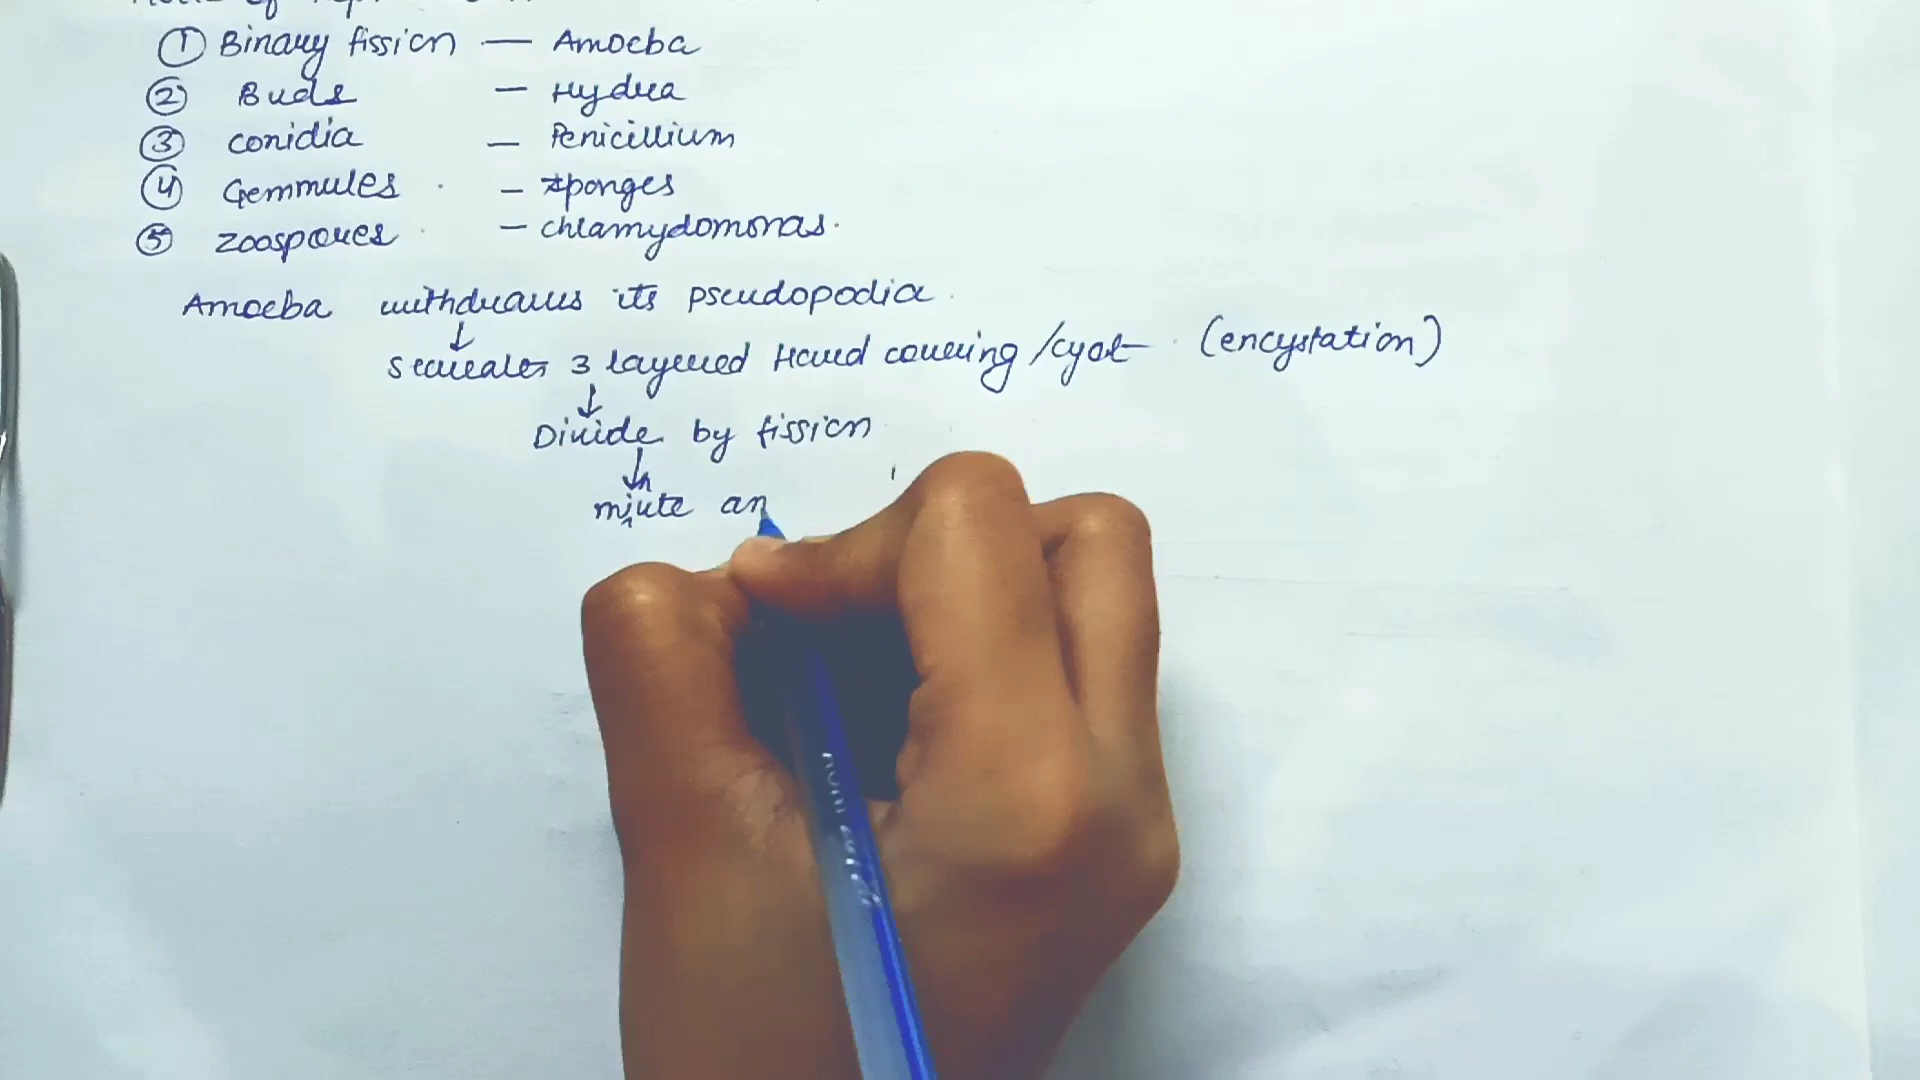 ① Binary fission — Amoeba
② Buds — Hydra
③ conidia — Penicillium
④ Gemmules - sponges
⑤ zoospores - chlamydomonas.
Amoeba withdraws its pseudopodia
↓
secreates 3 layered Hard covering/cyst (encystation)
↓
Divide by fission
↓
minute am